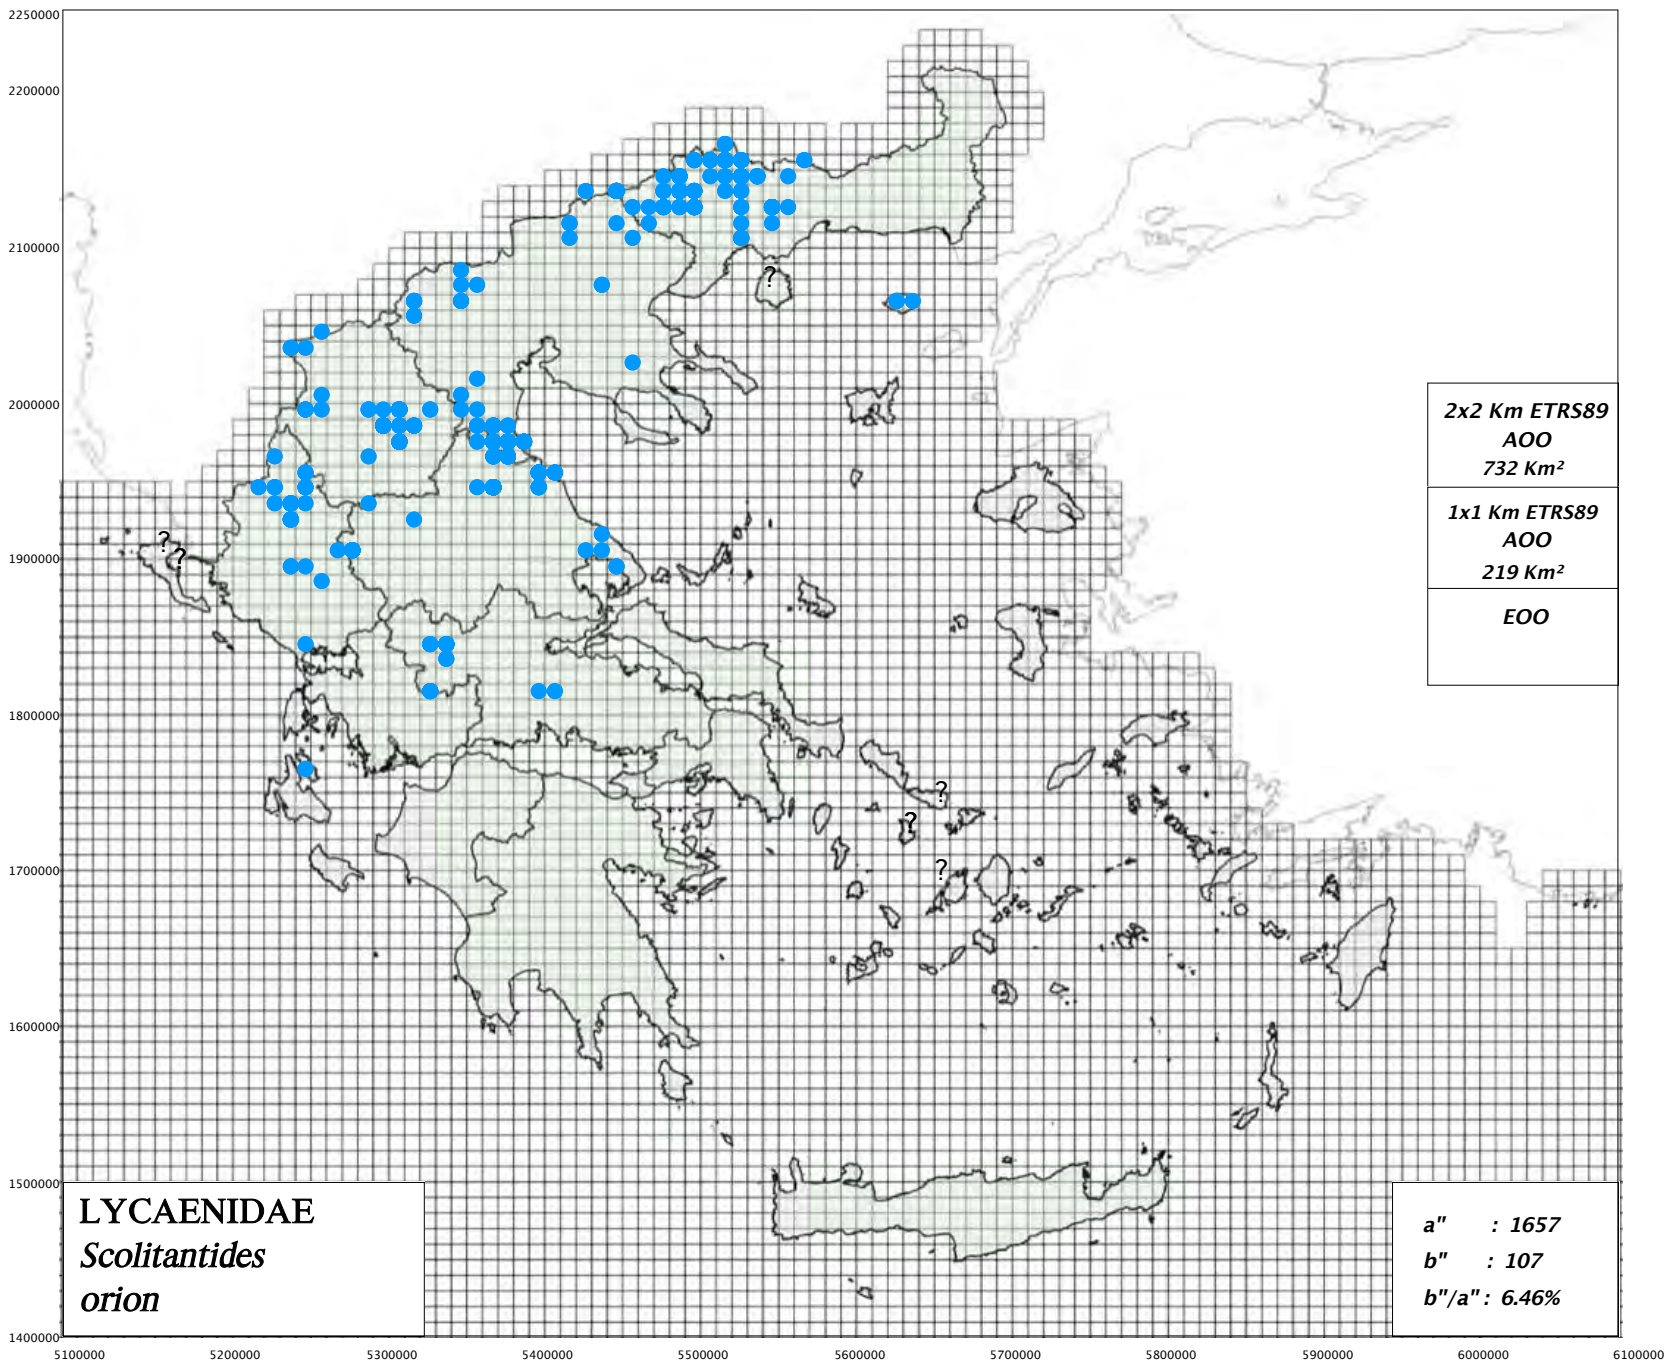 2250000
2200000
2100000
2000000
1900000
1800000
1700000
1600000
1500000
1400000
?
?
?
?
?
?
2x2 Km ETRS89
AOO
732 Km²
1x1 Km ETRS89
AOO
219 Km²
EOO
LYCAENIDAE
Scolitantides
orion
a" : 1657
b" : 107
b"/a" : 6.46%
5100000 5200000 5300000 5400000 5500000 5600000 5700000 5800000 5900000 6000000 6100000